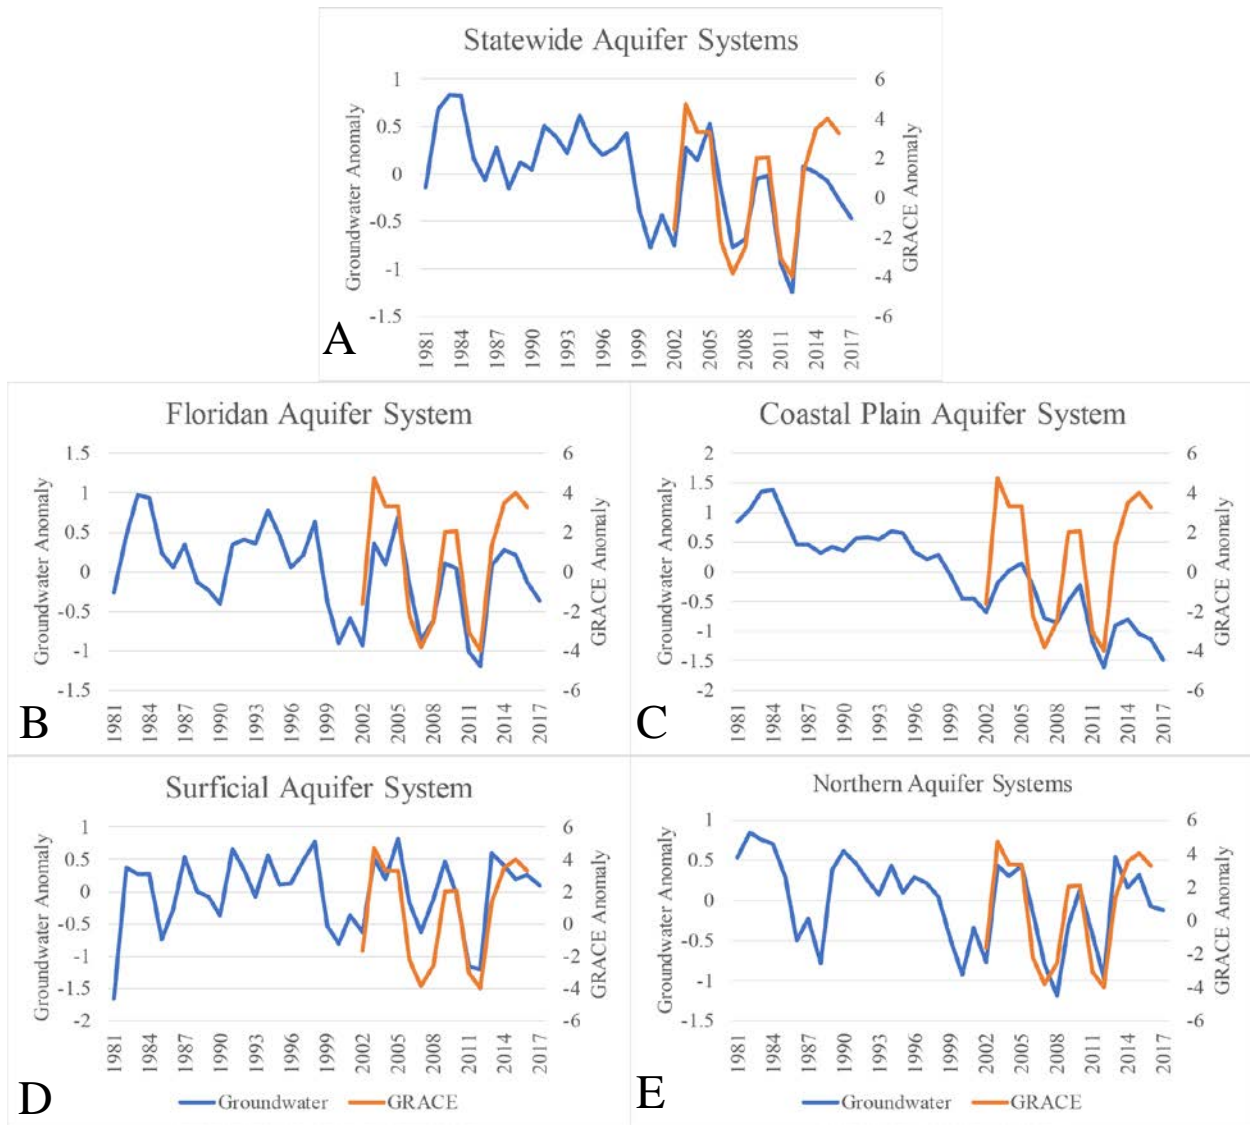 Statewide Aquifer Systems
Groundwater Anomaly
1
0.5
0
-0.5
-1
-1.5
6
4
2
0
-2
-4
-6
GRACE Anomaly
1981 1984 1987 1990 1993 1996 1999 2002 2005 2008 2011 2014 2017
A
Floridan Aquifer System
Groundwater Anomaly
1.5
1
0.5
0
-0.5
-1
-1.5
6
4
2
0
-2
-4
-6
GRACE Anomaly
1981 1984 1987 1990 1993 1996 1999 2002 2005 2008 2011 2014 2017
B
Coastal Plain Aquifer System
Groundwater Anomaly
2
1.5
1
0.5
0
-0.5
-1
-1.5
-2
6
4
2
0
-2
-4
-6
GRACE Anomaly
1981 1984 1987 1990 1993 1996 1999 2002 2005 2008 2011 2014 2017
C
Surficial Aquifer System
Groundwater Anomaly
1
0.5
0
-0.5
-1
-1.5
-2
6
4
2
0
-2
-4
-6
GRACE Anomaly
1981 1984 1987 1990 1993 1996 1999 2002 2005 2008 2011 2014 2017
Groundwater GRACE
D
Northern Aquifer Systems
Groundwater Anomaly
1
0.5
0
-0.5
-1
-1.5
6
4
2
0
-2
-4
-6
GRACE Anomaly
1981 1984 1987 1990 1993 1996 1999 2002 2005 2008 2011 2014 2017
Groundwater GRACE
E